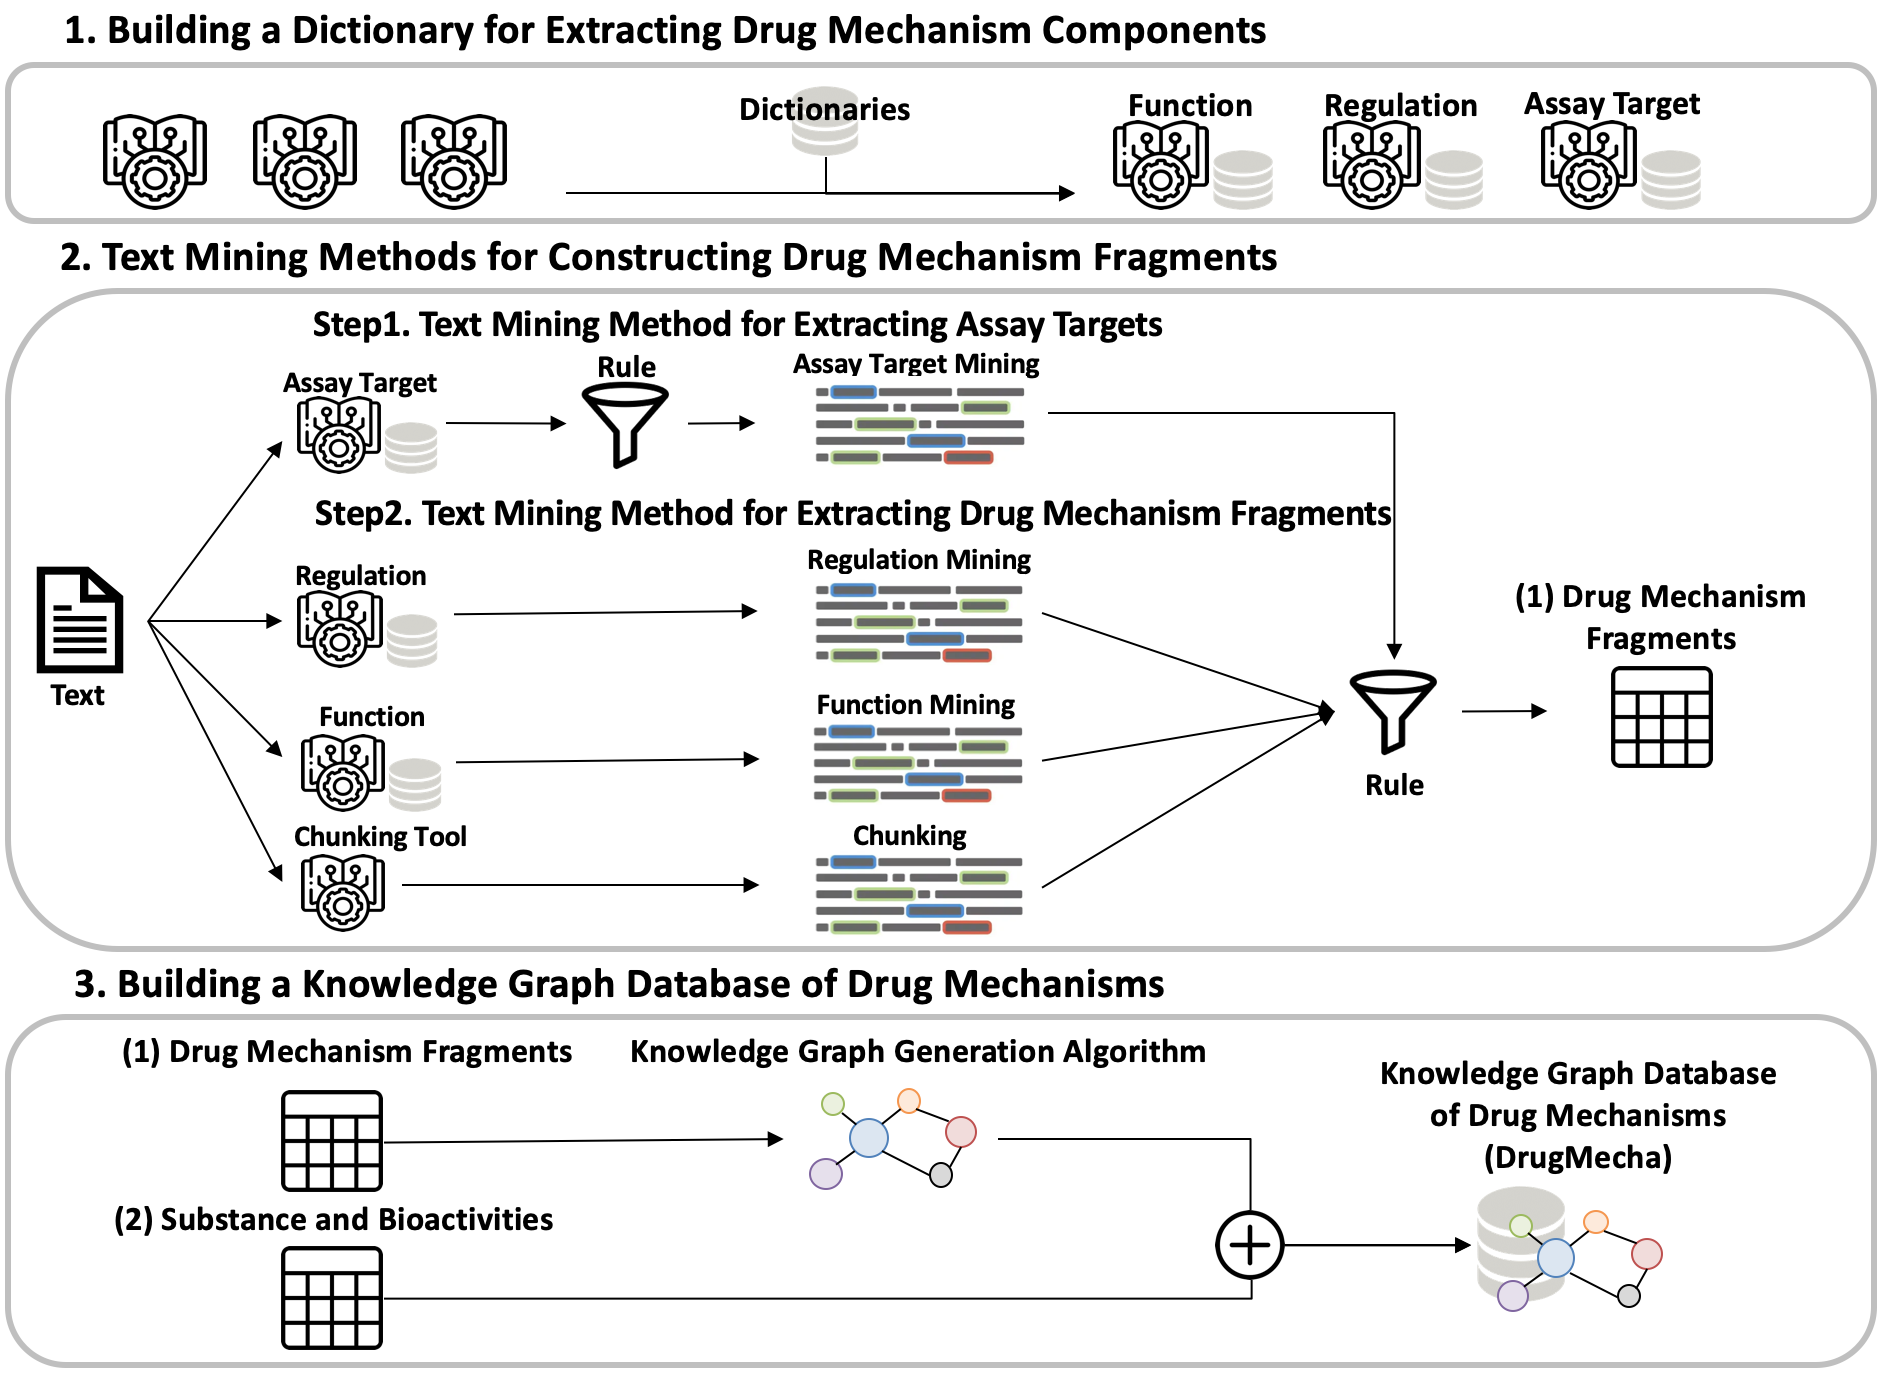 1. Building a Dictionary for Extracting Drug Mechanism Components
Dictionaries
Function
Regulation
Assay Target
2. Text Mining Methods for Constructing Drug Mechanism Fragments
Step1. Text Mining Method for Extracting Assay Targets
Assay Target
Rule
Assay Target Mining
Step2. Text Mining Method for Extracting Drug Mechanism Fragments
Regulation
Regulation Mining
Text
Function
Function Mining
Chunking Tool
Chunking
Rule
(1) Drug Mechanism
Fragments
3. Building a Knowledge Graph Database of Drug Mechanisms
(1) Drug Mechanism Fragments
Knowledge Graph Generation Algorithm
(2) Substance and Bioactivities
Knowledge Graph Database
of Drug Mechanisms
(DrugMecha)